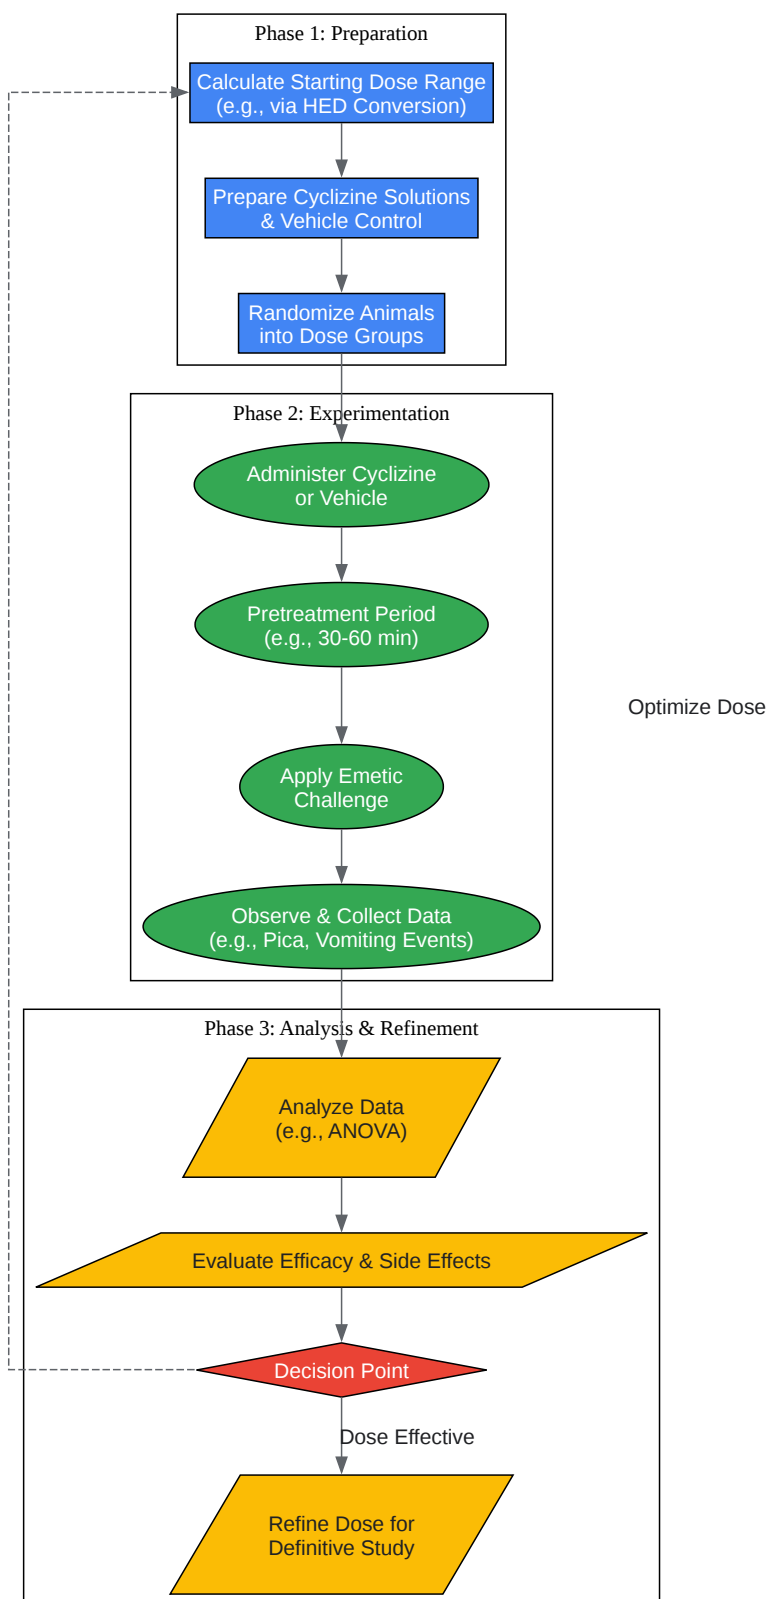 Phase 1: Preparation
Calculate Starting Dose Range
(e.g., via HED Conversion)
Prepare Cyclizine Solutions
& Vehicle Control
Randomize Animals
into Dose Groups
Phase 2: Experimentation
Administer Cyclizine
or Vehicle
Pretreatment Period
(e.g., 30-60 min)
Optimize Dose
Apply Emetic
Challenge
Observe & Collect Data
(e.g., Pica, Vomiting Events)
Phase 3: Analysis & Refinement
Analyze Data
(e.g., ANOVA)
Evaluate Efficacy & Side Effects
Decision Point
Dose Effective
Refine Dose for
Definitive Study